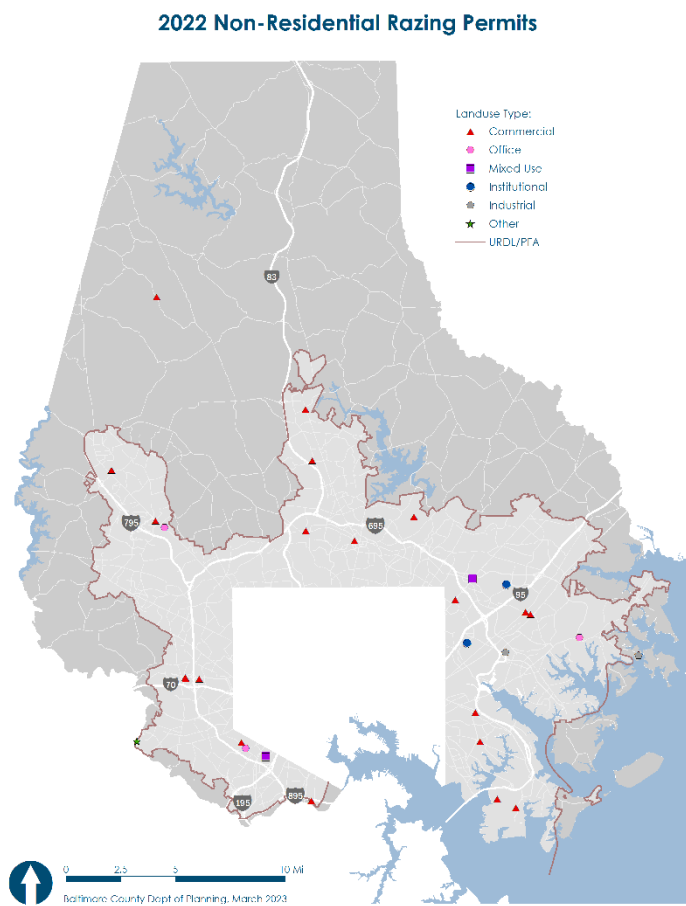 2022 Non-Residential Razing Permits
Landuse Type:
Commercial
Office
Mixed Use
Institutional
Industrial
Other
URDL/PFA
83
795
695
95
70
195
895
0 2.5 5 10 Mi
Baltimore County Dept of Planning, March 2023